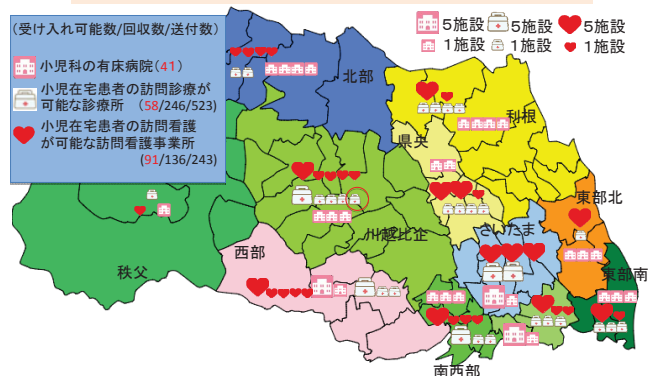 (受け入れ可能数/回収数/送付数)
小児科の有床病院(41)
小児在宅患者の訪問診療が
可能な診療所 (58/246/523)
小児在宅患者の訪問看護
が可能な訪問看護事業所
(91/136/243)
5施設 5施設 5施設
1施設 1施設 1施設
北部
利根
県央
東部北
川越比企
さいたま
西部
秩父
東部南
南西部